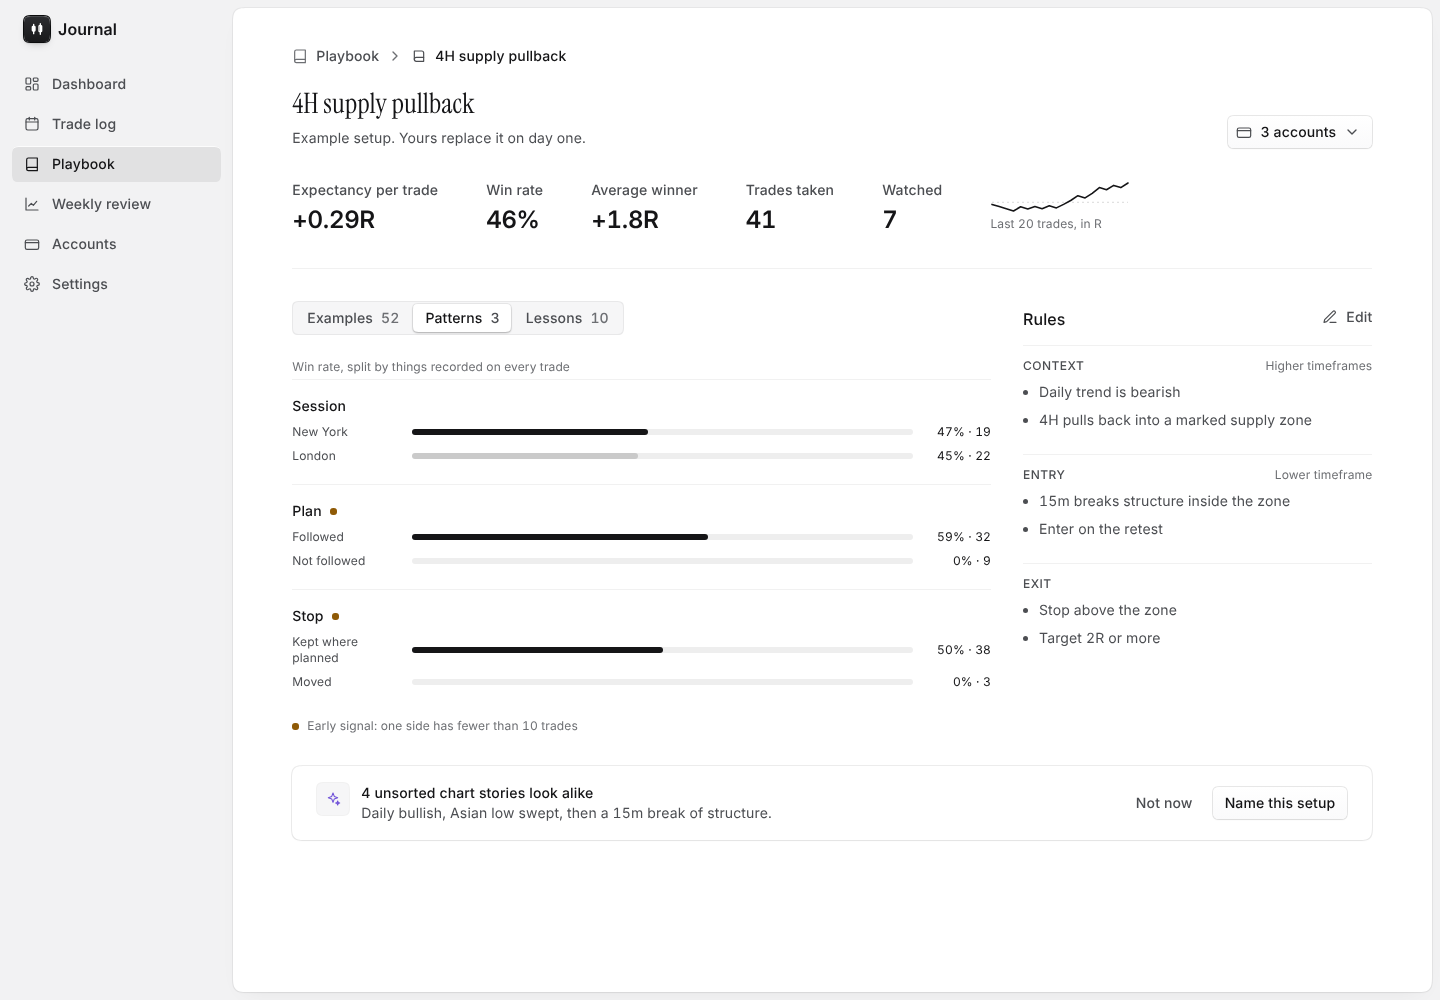 Journal
Dashboard
Trade log
Playbook
Weekly review
Accounts
Settings
Playbook
4H supply pullback
4H supply pullback
Example setup. Yours replace it on day one.
3 accounts
Expectancy per trade
+0.29R
Win rate
46%
Average winner
+1.8R
Trades taken
41
Watched
7
Last 20 trades, in R
Examples 52
Patterns 3
Lessons 10
Win rate, split by things recorded on every trade
Session
New York
47% · 19
London
45% · 22
Plan
Followed
59% · 32
Not followed
0% · 9
Stop
Kept where
planned
50% · 38
Moved
0% · 3
Early signal: one side has fewer than 10 trades
Rules
Edit
CONTEXT
Higher timeframes
Daily trend is bearish
4H pulls back into a marked supply zone
ENTRY
Lower timeframe
15m breaks structure inside the zone
Enter on the retest
EXIT
Stop above the zone
Target 2R or more
4 unsorted chart stories look alike
Daily bullish, Asian low swept, then a 15m break of structure.
Not now
Name this setup